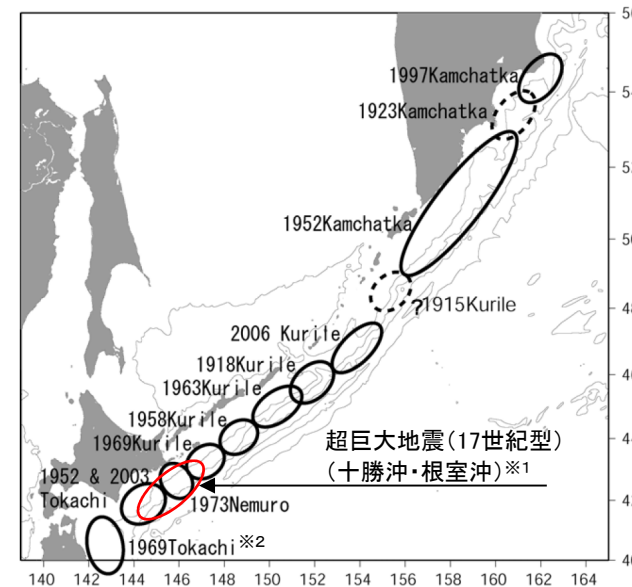 1997Kamchatka
1923Kamchatka
1952Kamchatka
?1915Kurile
2006 Kurile
1918Kurile
1963Kurile
1958Kurile
1969Kurile
超巨大地震(17世紀型)
(十勝沖・根室沖)※1
1952 & 2003
Tokachi
1973Nemuro
1969Tokachi※2
50
48
140 142 144 146 148 150 152 154 156 158 160 162 164